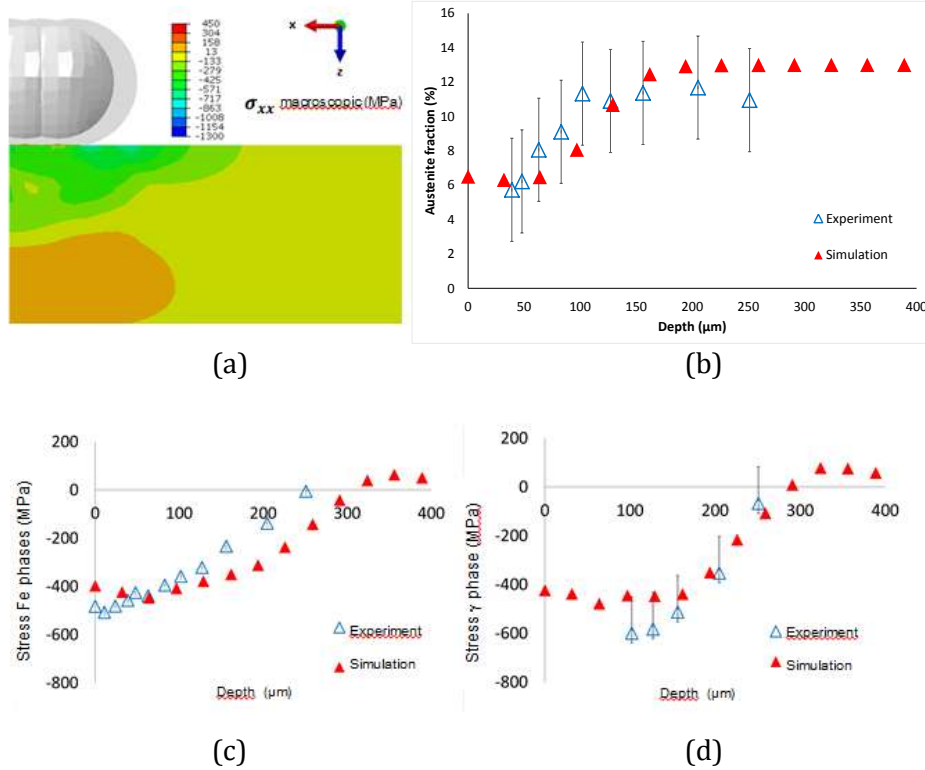 450
304
158
13
-133
-279
-425
-571
-717
-863
-1008
-1154
-1300
x
z
σxx macroscopic (MPa)
(a)
Austenite fraction (%)
16
14
12
10
8
6
4
2
0
0 50 100 150 200 250 300 350 400
Depth (µm)
Experiment
Simulation
(b)
Stress Fe phases (MPa)
200
0
-200
-400
-600
-800
0 100 200 300 400
Experiment
Simulation
Depth (µm)
(c)
Stress γ phase (MPa)
200
0
-200
-400
-600
-800
0 100 200 300 400
Experiment
Simulation
Depth (µm)
(d)